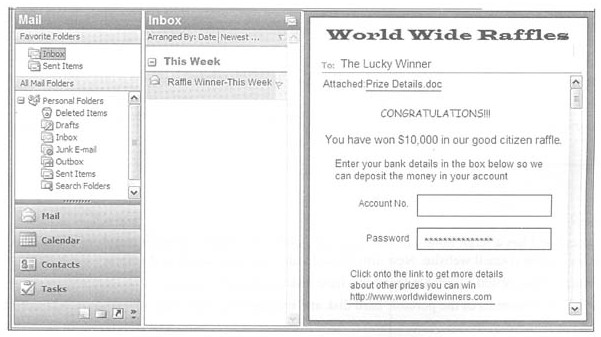 Mail
Favorite Folders
Inbox
Sent Items
All Mail Folders
Personal Folders
Deleted Items
Drafts
Inbox
Junk E-mail
Outbox
Sent Items
Search Folders
Mail
Calendar
Contacts
Tasks
Inbox
Arranged By: Date Newest ...
This Week
Raffle Winner-This Week
World Wide Raffles
To: The Lucky Winner
Attached:Prize Details.doc
CONGRATULATIONS!!!
You have won $10,000 in our good citizen raffle.
Enter your bank details in the box below so we
can deposit the money in your account
Account No.
Password ***************
Click onto the link to get more details
about other prizes you can win
http://www.worldwidewinners.com